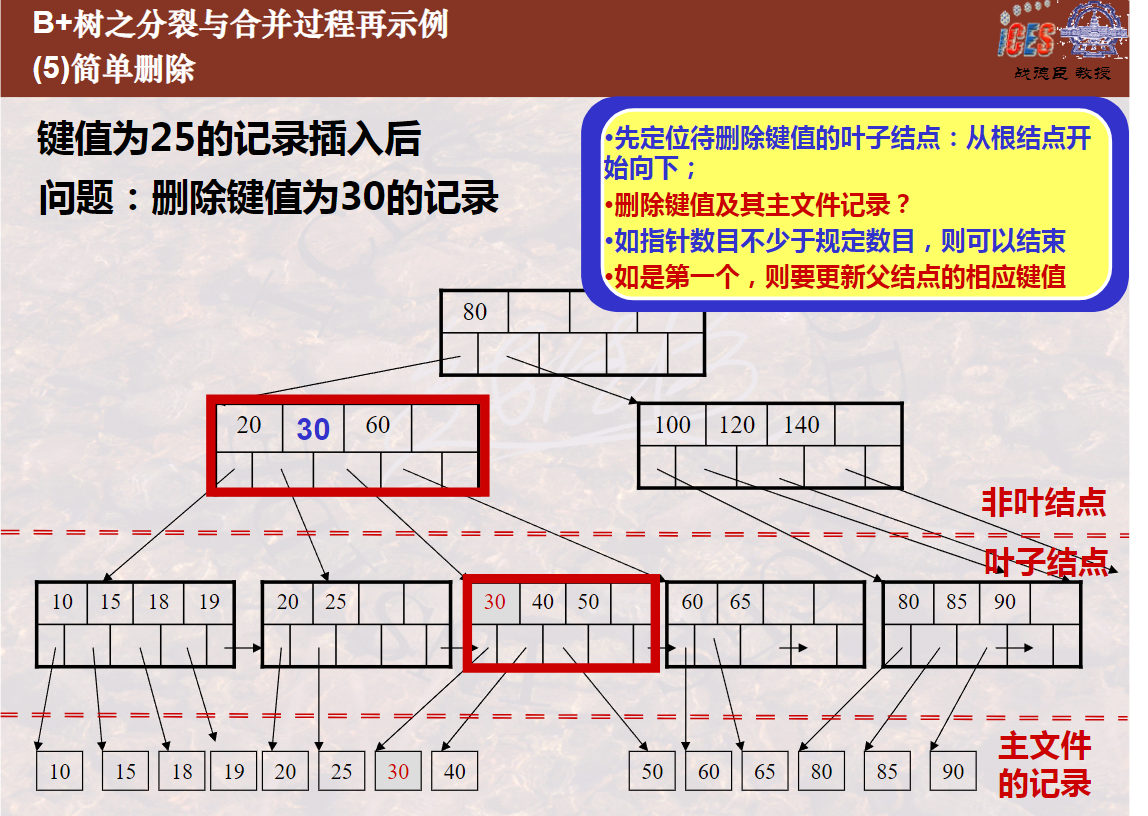 B+树之分裂与合并过程再示例
(5)简单删除
iCES
战德臣 教授
键值为25的记录插入后
问题：删除键值为30的记录
•先定位待删除键值的叶子结点：从根结点开
始向下；
•删除键值及其主文件记录？
•如指针数目不少于规定数目，则可以结束
•如是第一个，则要更新父结点的相应键值
80
20 30 60
100 120 140
非叶结点
叶子结点
10 15 18 19
20 25
30 40 50
60 65
80 85 90
10 15 18 19 20 25 30 40 50 60 65 80 85 90
主文件
的记录